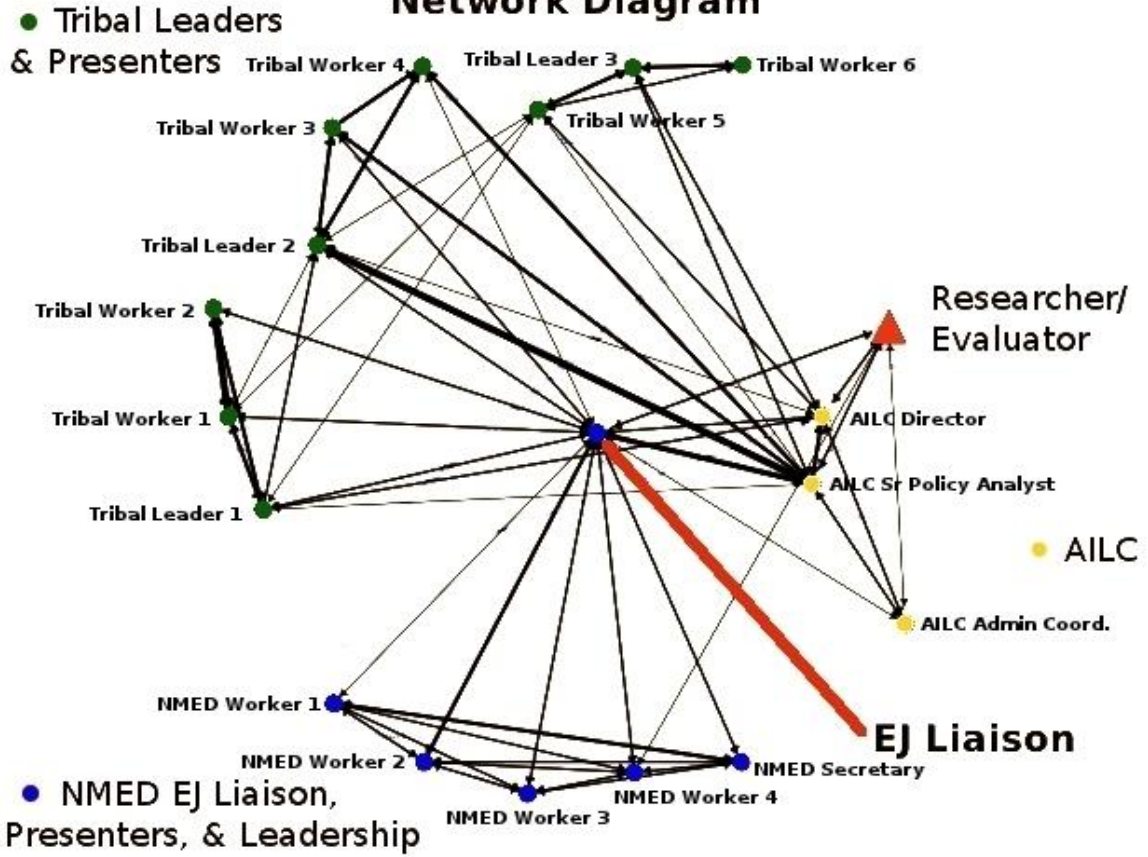 Network Diagram
Tribal Leaders
& Presenters
Tribal Worker 4
Tribal Leader 3
Tribal Worker 6
Tribal Worker 3
Tribal Worker 5
Tribal Leader 2
Tribal Worker 2
Researcher/
Evaluator
Tribal Worker 1
AILC Director
AILC Sr Policy Analyst
Tribal Leader 1
AILC
AILC Admin Coord.
NMED Worker 1
EJ Liaison
NMED Worker 2
NMED Secretary
NMED EJ Liaison,
Presenters, & Leadership
NMED Worker 4
NMED Worker 3